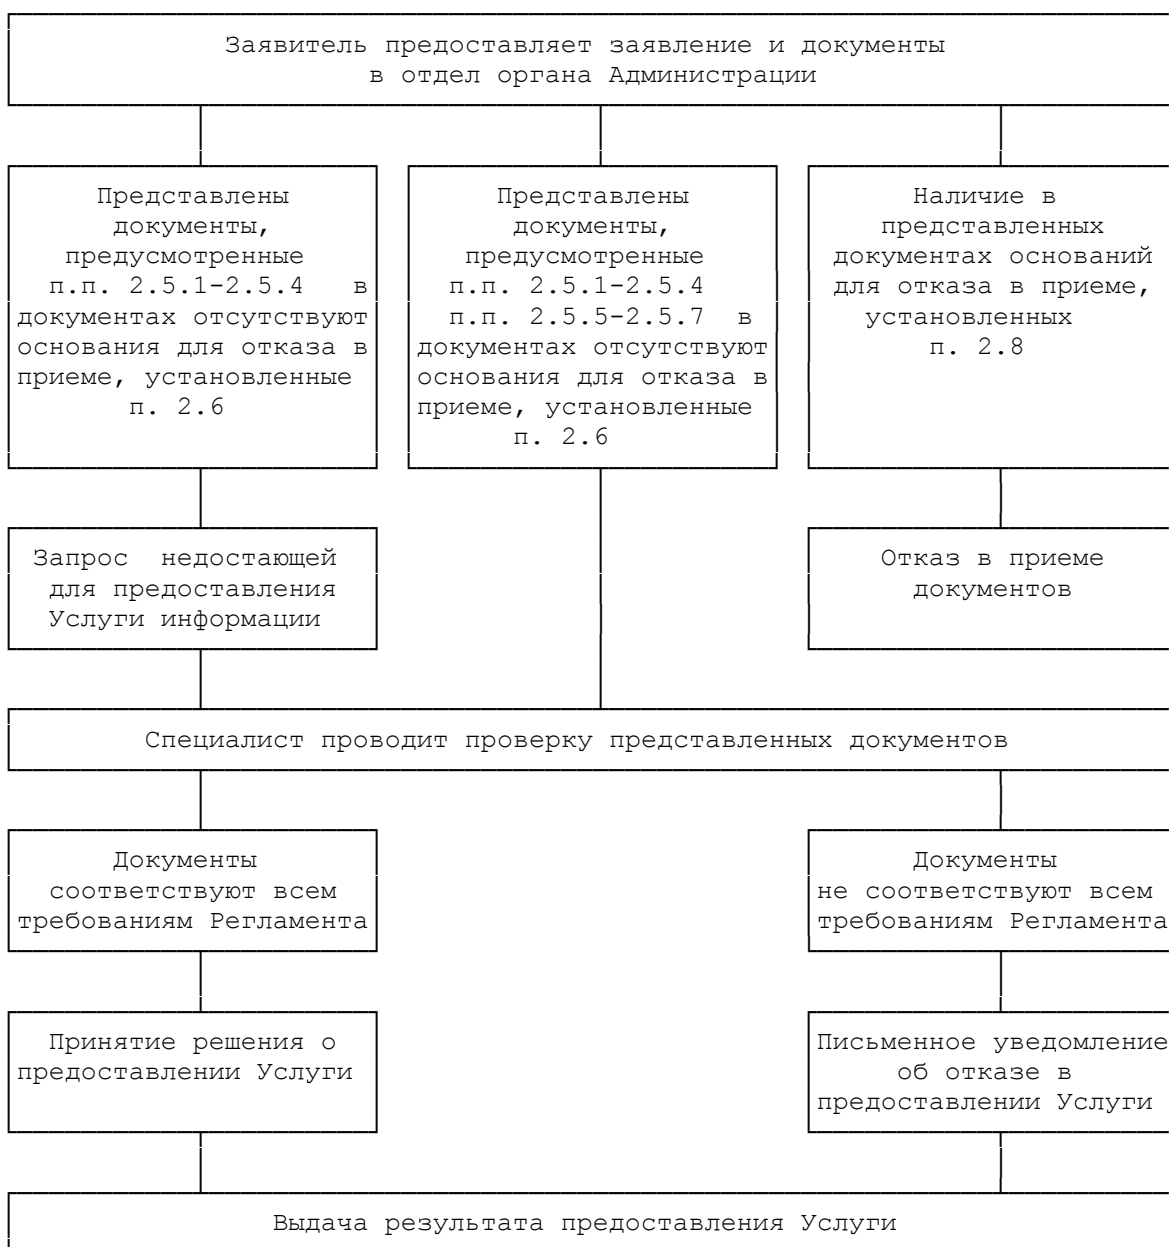 Заявитель предоставляет заявление и документы
в отдел органа Администрации
Представлены
документы,
предусмотренные
п.п. 2.5.1-2.5.4 в
документах отсутствуют
основания для отказа в
приеме, установленные
п. 2.6
Представлены
документы,
предусмотренные
п.п. 2.5.1-2.5.4
п.п. 2.5.5-2.5.7 в
документах отсутствуют
основания для отказа в
приеме, установленные
п. 2.6
Наличие в
представленных
документах оснований
для отказа в приеме,
установленных
п. 2.8
Запрос недостающей
для предоставления
Услуги информации
Отказ в приеме
документов
Специалист проводит проверку представленных документов
Документы
соответствуют всем
требованиям Регламента
Документы
не соответствуют всем
требованиям Регламента
Принятие решения о
предоставлении Услуги
Письменное уведомление
об отказе в
предоставлении Услуги
Выдача результата предоставления Услуги